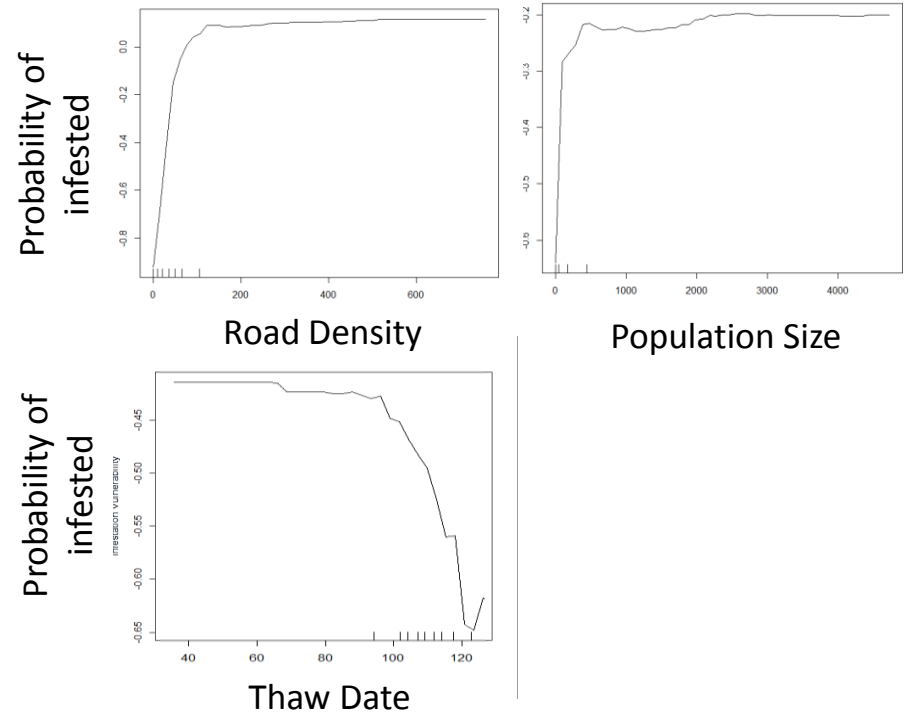 Probability of
infested
0.0
-0.2
-0.4
-0.6
-0.8
0 200 400 600
Road Density
-0.2
-0.3
-0.4
-0.5
-0.6
0 1000 2000 3000 4000
Population Size
Probability of
infested
infestation vulnerability
-0.45
-0.50
-0.55
-0.60
-0.65
40 60 80 100 120
Thaw Date